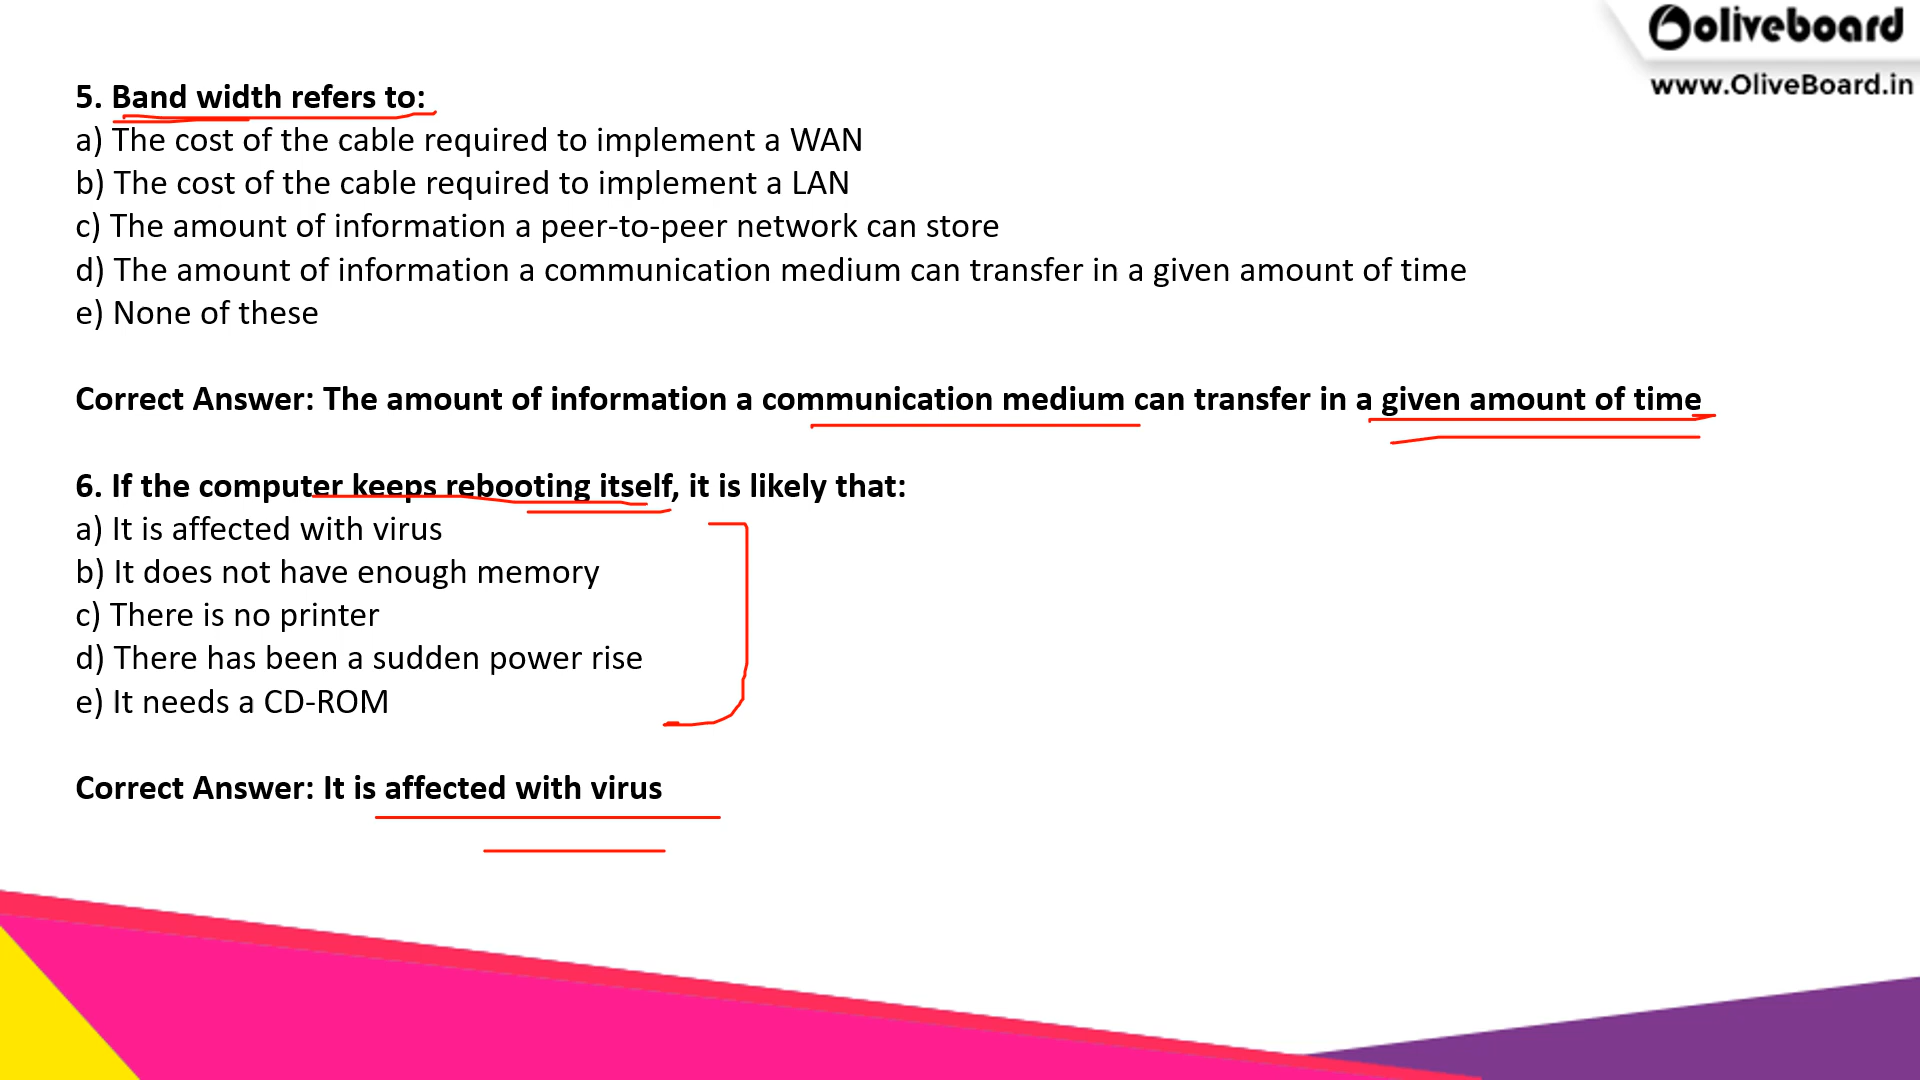 oliveboard
www.OliveBoard.in
5. Band width refers to:
a) The cost of the cable required to implement a WAN
b) The cost of the cable required to implement a LAN
c) The amount of information a peer-to-peer network can store
d) The amount of information a communication medium can transfer in a given amount of time
e) None of these
Correct Answer: The amount of information a communication medium can transfer in a given amount of time
6. If the computer keeps rebooting itself, it is likely that:
a) It is affected with virus
b) It does not have enough memory
c) There is no printer
d) There has been a sudden power rise
e) It needs a CD-ROM
Correct Answer: It is affected with virus